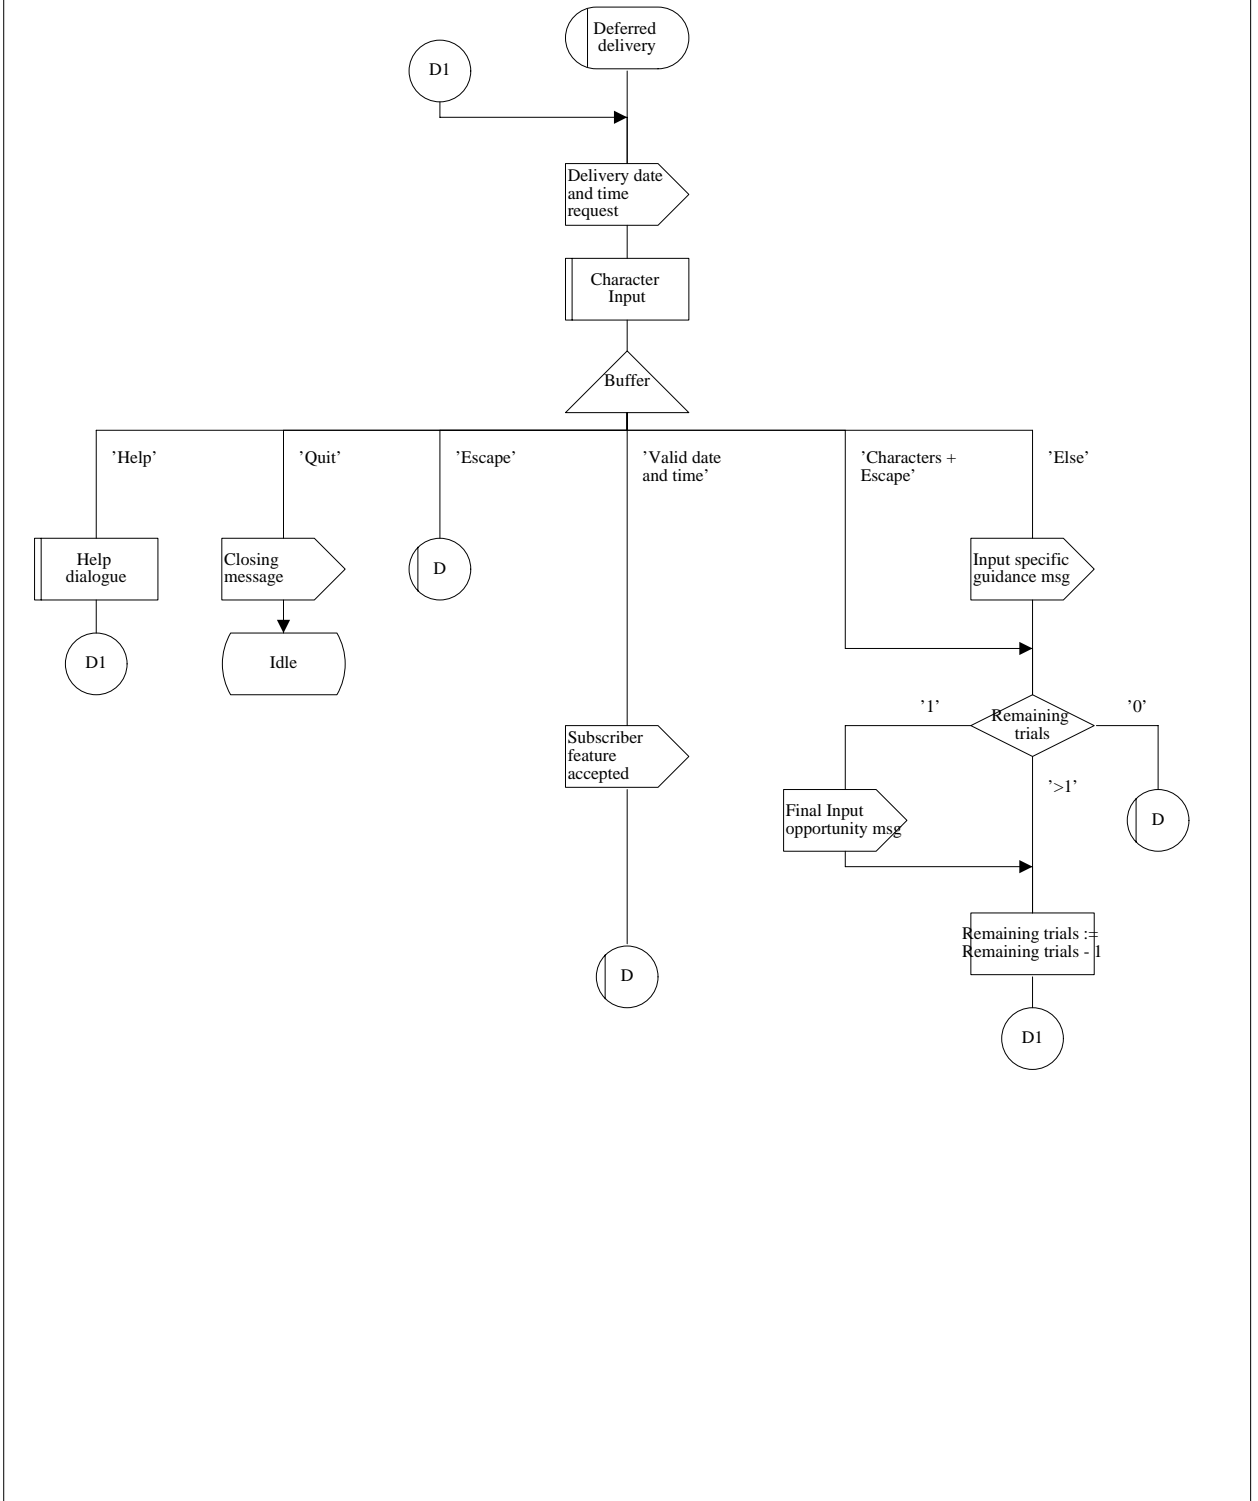 Deferred
delivery
D1
Delivery date
and time
request
Character
Input
Buffer
’Help’
’Quit’
’Escape’
’Valid date
and time’
’Characters +
Escape’
’Else’
Help
dialogue
Closing
message
D
Input specific
guidance msg
D1
Idle
’1’
Remaining
trials
’0’
Subscriber
feature
accepted
’>1’
Final Input
opportunity msg
D
Remaining trials :=
Remaining trials - 1
D
D1